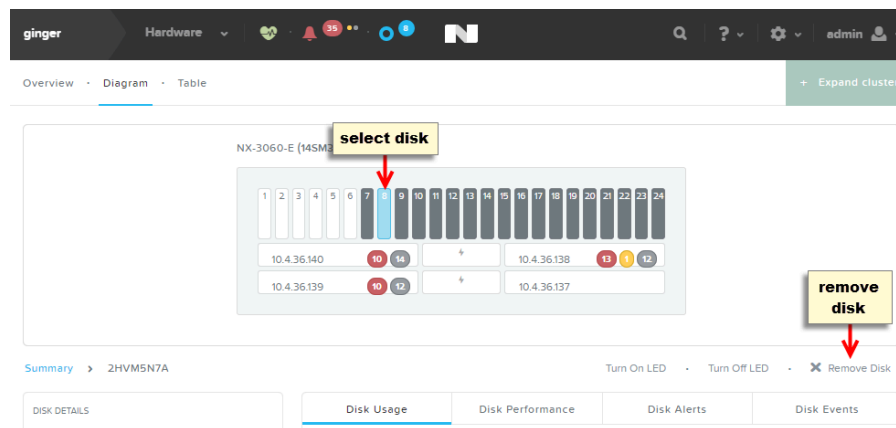 ginger Hardware 35 8 N ? admin
Overview · Diagram · Table + Expand cluster
select disk
NX-3060-E (14SM3
1 2 3 4 5 6 7 8 9 10 11 12 13 14 15 16 17 18 19 20 21 22 23 24
10.4.36.140 10 14 10.4.36.138 13 1 12
10.4.36.139 10 12 10.4.36.137
remove
disk
Summary > 2HVM5N7A Turn On LED · Turn Off LED · Remove Disk
DISK DETAILS Disk Usage Disk Performance Disk Alerts Disk Events